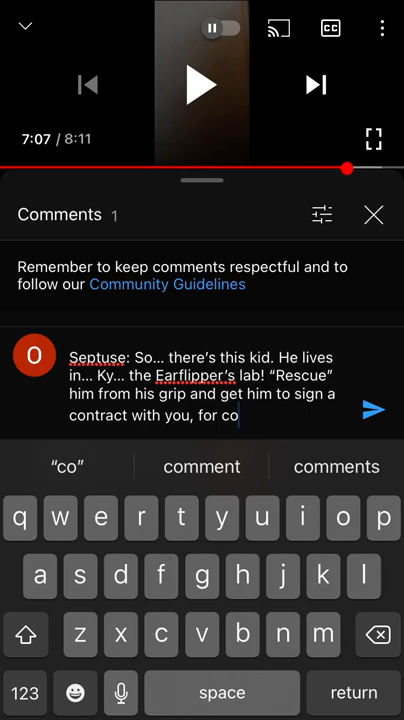 CC
7:07 / 8:11
Comments 1
Remember to keep comments respectful and to
follow our Community Guidelines
O
Septuse: So... there's this kid. He lives
in... Ky... the Earflipper's lab! “Rescue”
him from his grip and get him to sign a
contract with you, for co
“co” comment comments
q w e r t y u i o p
a s d f g h j k l
z x c v b n m
123 space return